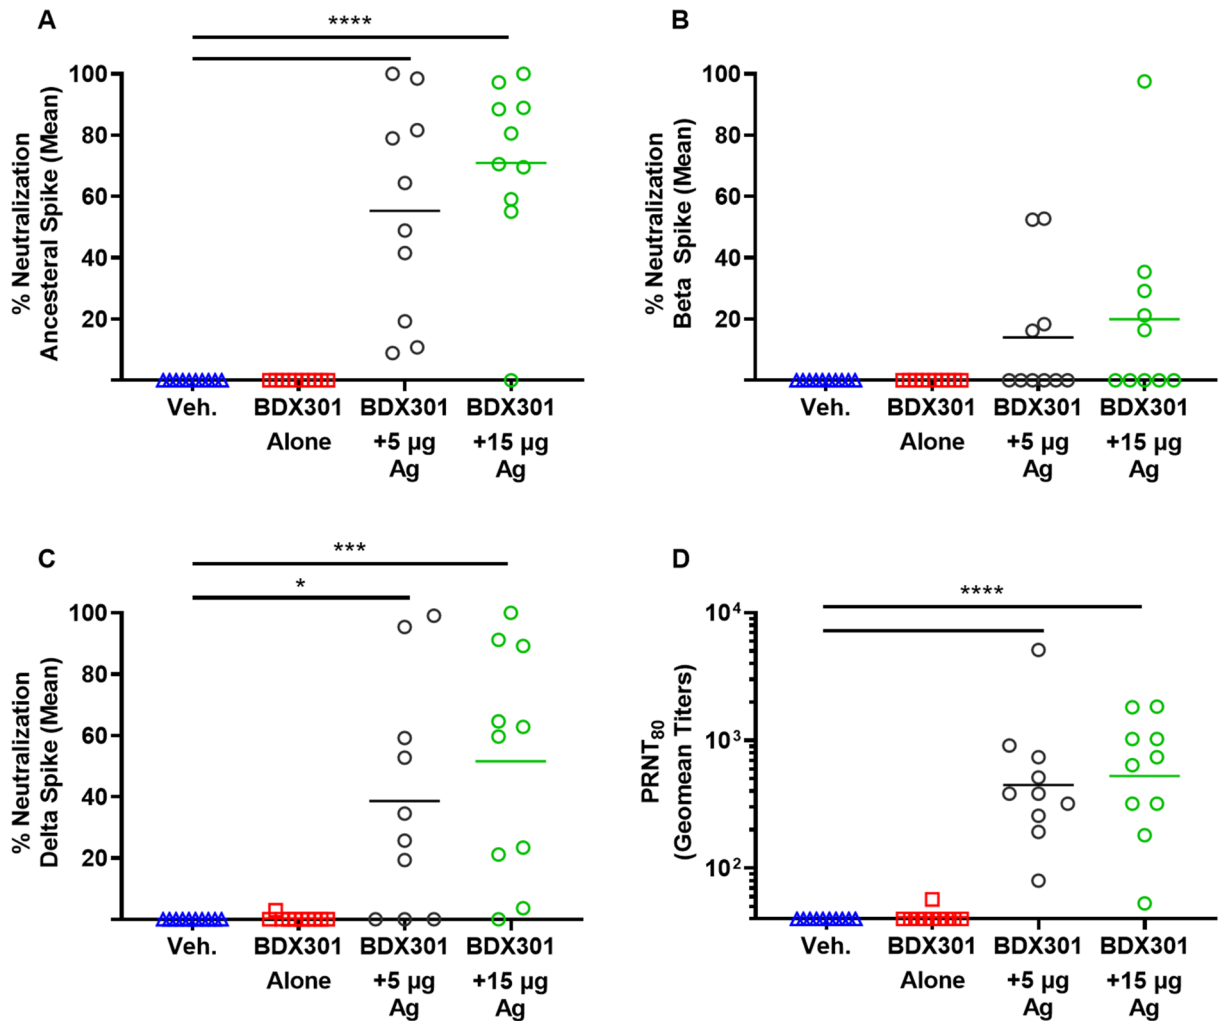 A
****
% Neutralization
Ancesteral Spike (Mean)
100
80
60
40
20
Veh.
BDX301
BDX301
BDX301
Alone
+5 µg
+15 µg
Ag
Ag
B
% Neutralization
Beta Spike (Mean)
100
80
60
40
20
Veh.
BDX301
BDX301
BDX301
Alone
+5 µg
+15 µg
Ag
Ag
C
***
*
% Neutralization
Delta Spike (Mean)
100
80
60
40
20
Veh.
BDX301
BDX301
BDX301
Alone
+5 µg
+15 µg
Ag
Ag
D
****
PRNT₈₀
(Geomean Titers)
10⁴
10³
10²
Veh.
BDX301
BDX301
BDX301
Alone
+5 µg
+15 µg
Ag
Ag